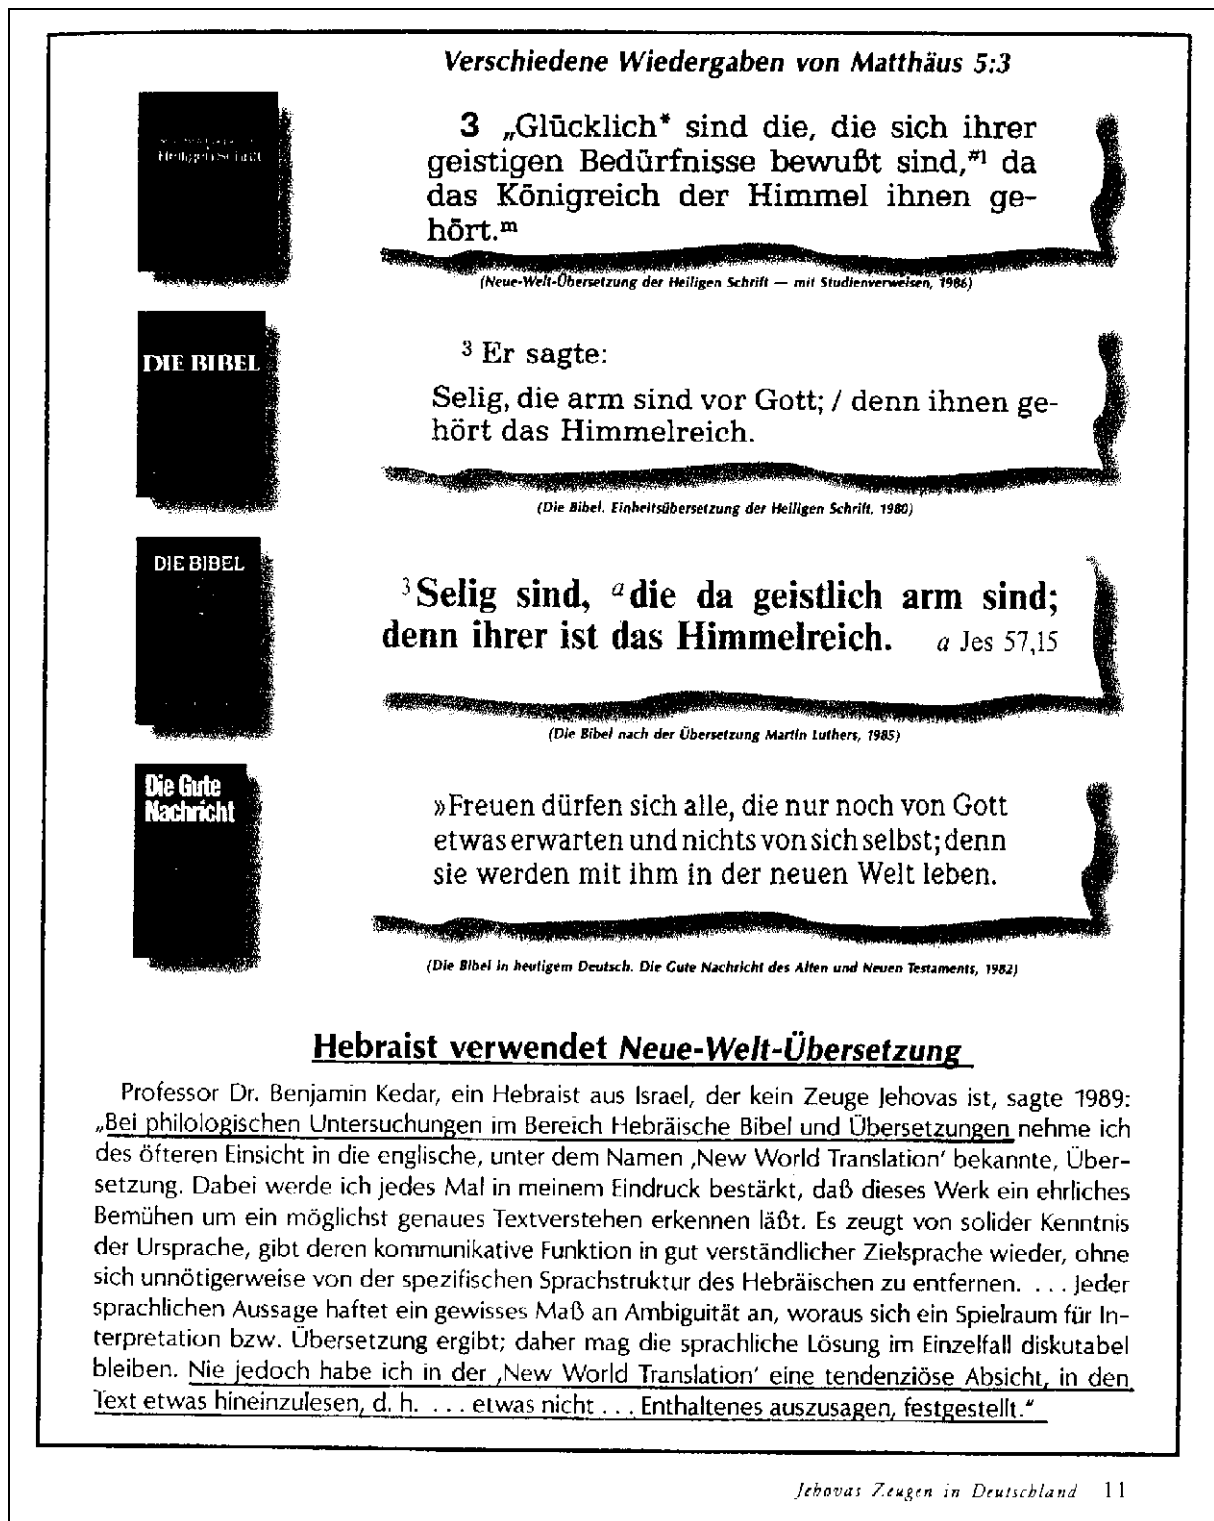 Verschiedene Wiedergaben von Matthäus 5:3
Heiligen Schrift
3 „Glücklich* sind die, die sich ihrer
geistigen Bedürfnisse bewußt sind,#l da
das Königreich der Himmel ihnen ge-
hört.m
(Neue-Welt-Übersetzung der Heiligen Schrift — mit Studienverweisen, 1986)
DIE BIBEL
3 Er sagte:
Selig, die arm sind vor Gott; / denn ihnen ge-
hört das Himmelreich.
(Die Bibel. Einheitsübersetzung der Heiligen Schrift, 1980)
DIE BIBEL
3 Selig sind, a die da geistlich arm sind;
denn ihrer ist das Himmelreich. a Jes 57,15
(Die Bibel nach der Übersetzung Martin Luthers, 1985)
Die Gute
Nachricht
»Freuen dürfen sich alle, die nur noch von Gott
etwas erwarten und nichts von sich selbst; denn
sie werden mit ihm in der neuen Welt leben.
(Die Bibel in heutigem Deutsch. Die Gute Nachricht des Alten und Neuen Testaments, 1982)
Hebraist verwendet Neue-Welt-Übersetzung
Professor Dr. Benjamin Kedar, ein Hebraist aus Israel, der kein Zeuge Jehovas ist, sagte 1989:
„Bei philologischen Untersuchungen im Bereich Hebräische Bibel und Übersetzungen nehme ich
des öfteren Einsicht in die englische, unter dem Namen ‚New World Translation‘ bekannte, Über-
setzung. Dabei werde ich jedes Mal in meinem Eindruck bestärkt, daß dieses Werk ein ehrliches
Bemühen um ein möglichst genaues Textverstehen erkennen läßt. Es zeugt von solider Kenntnis
der Ursprache, gibt deren kommunikative Funktion in gut verständlicher Zielsprache wieder, ohne
sich unnötigerweise von der spezifischen Sprachstruktur des Hebräischen zu entfernen. . . . Jeder
sprachlichen Aussage haftet ein gewisses Maß an Ambiguität an, woraus sich ein Spielraum für In-
terpretation bzw. Übersetzung ergibt; daher mag die sprachliche Lösung im Einzelfall diskutabel
bleiben. Nie jedoch habe ich in der ‚New World Translation‘ eine tendenziöse Absicht, in den
Text etwas hineinzulesen, d. h. . . . etwas nicht . . . Enthaltenes auszusagen, festgestellt.“
Jehovas Zeugen in Deutschland 11